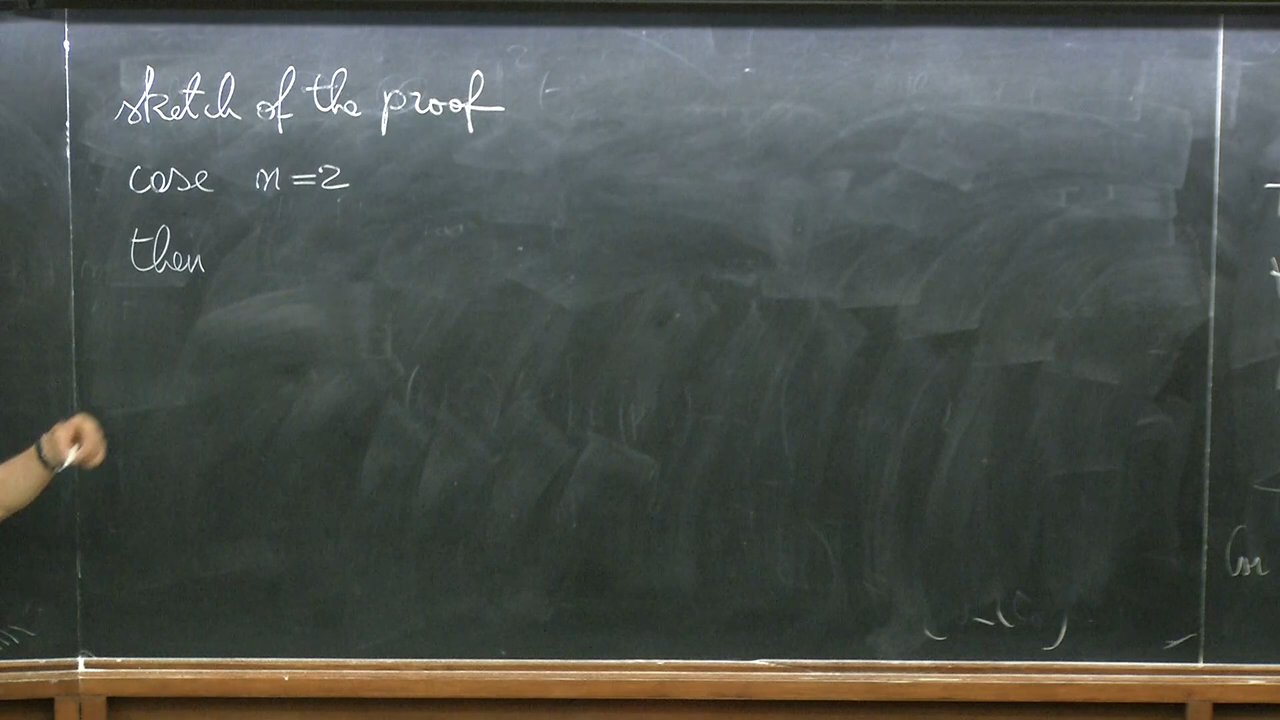 sketch of the proof
case n=2
then